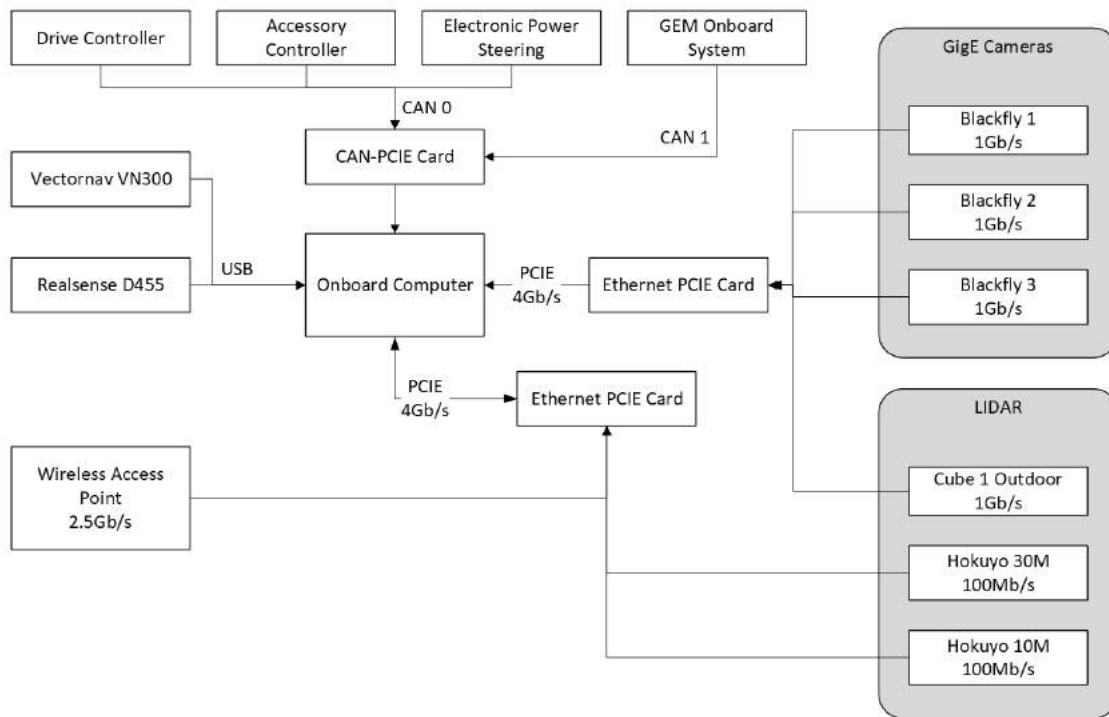 Drive Controller
Accessory
Controller
Electronic Power
Steering
GEM Onboard
System
GigE Cameras
CAN 0
CAN 1
Blackfly 1
1Gb/s
CAN-PCIE Card
Vectornav VN300
Blackfly 2
1Gb/s
USB
Realsense D455
Onboard Computer
PCIE
4Gb/s
Ethernet PCIE Card
Blackfly 3
1Gb/s
PCIE
4Gb/s
Ethernet PCIE Card
LIDAR
Wireless Access
Point
2.5Gb/s
Cube 1 Outdoor
1Gb/s
Hokuyo 30M
100Mb/s
Hokuyo 10M
100Mb/s